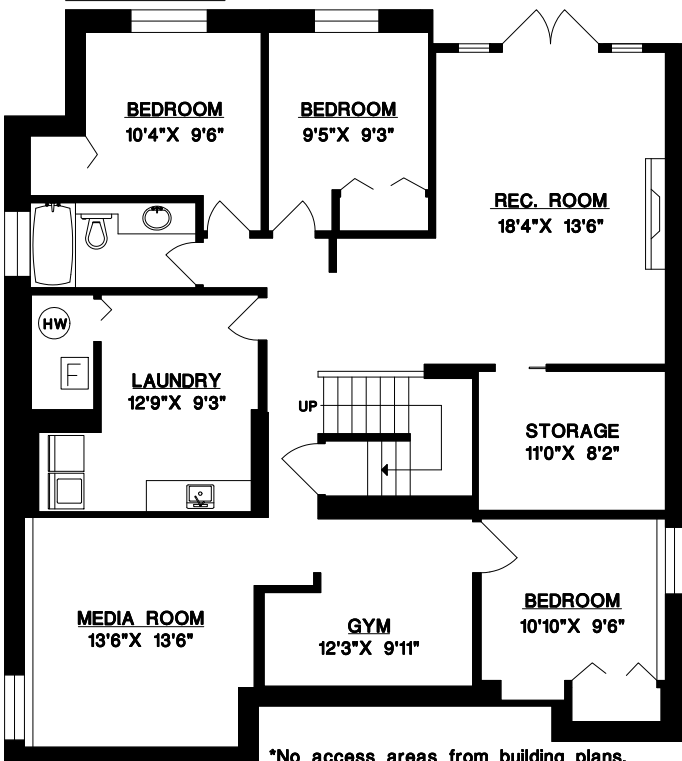 BEDROOM
10'4"X 9'6"
BEDROOM
9'5"X 9'3"
REC. ROOM
18'4"X 13'6"
HW
F
LAUNDRY
12'9"X 9'3"
UP
STORAGE
11'0"X 8'2"
MEDIA ROOM
13'6"X 13'6"
GYM
12'3"X 9'11"
BEDROOM
10'10"X 9'6"
*No access areas from building plans.